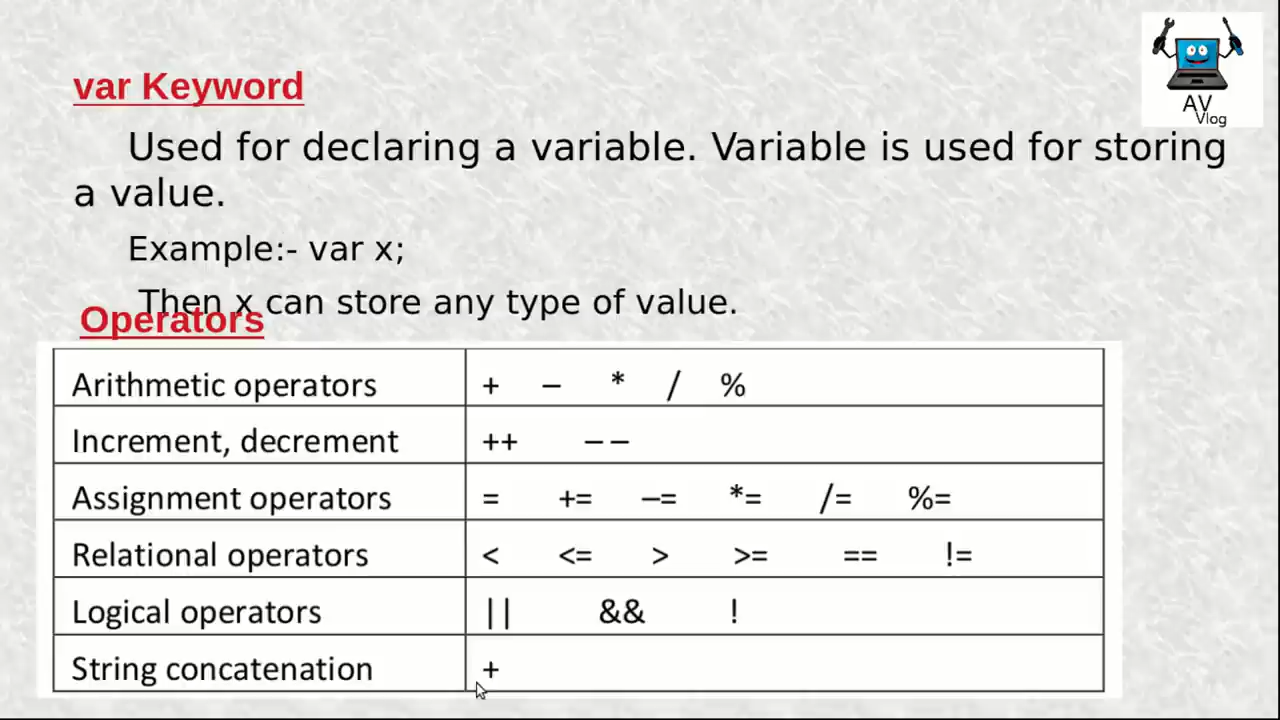 AV
Vlog
var Keyword
Used for declaring a variable. Variable is used for storing
a value.
Example:- var x;
Then x can store any type of value.
Operators
Arithmetic operators + – * / %
Increment, decrement ++ – –
Assignment operators = += –= *= /= %=
Relational operators < <= > >= == !=
Logical operators || && !
String concatenation +